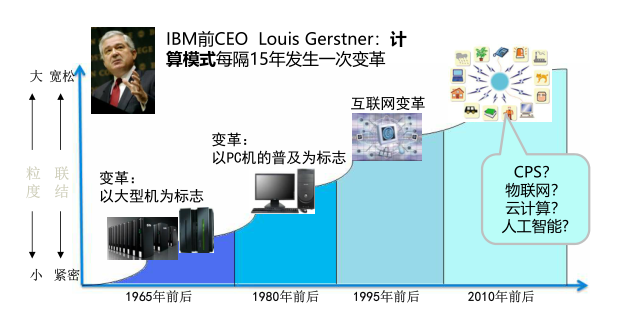 IBM前CEO Louis Gerstner：计
算模式每隔15年发生一次变革
大 宽松
互联网变革
变革：
以PC机的普及为标志
CPS?
物联网?
云计算?
人工智能?
粒度
联结
变革：
以大型机为标志
小 紧密
1965年前后
1980年前后
1995年前后
2010年前后